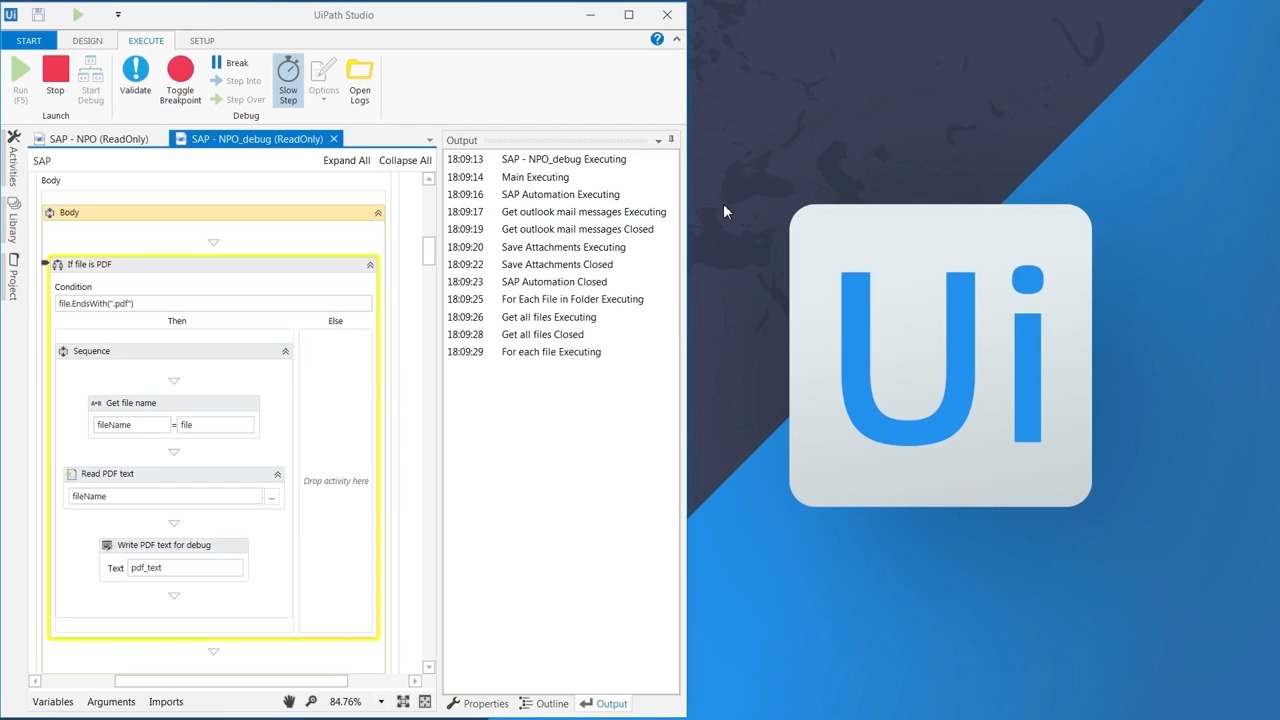 Ui
UiPath Studio
START
DESIGN
EXECUTE
SETUP
?
Run
(F5)
Stop
Start
Debug
Launch
Validate
Toggle
Breakpoint
Break
Step Into
Step Over
Debug
Slow
Step
Options
Open
Logs
SAP - NPO (ReadOnly)
SAP - NPO_debug (ReadOnly)
Activities
Library
Project
SAP
Expand All
Collapse All
Body
Body
If file is PDF
Condition
file.EndsWith(".pdf")
Then
Else
Sequence
A+B Get file name
fileName = file
Read PDF text
fileName ...
Write PDF text for debug
Text pdf_text
Drop activity here
Variables
Arguments
Imports
84.76%
Output
18:09:13 SAP - NPO_debug Executing
18:09:14 Main Executing
18:09:16 SAP Automation Executing
18:09:17 Get outlook mail messages Executing
18:09:19 Get outlook mail messages Closed
18:09:20 Save Attachments Executing
18:09:22 Save Attachments Closed
18:09:23 SAP Automation Closed
18:09:25 For Each File in Folder Executing
18:09:26 Get all files Executing
18:09:28 Get all files Closed
18:09:29 For each file Executing
Properties
Outline
Output
Ui